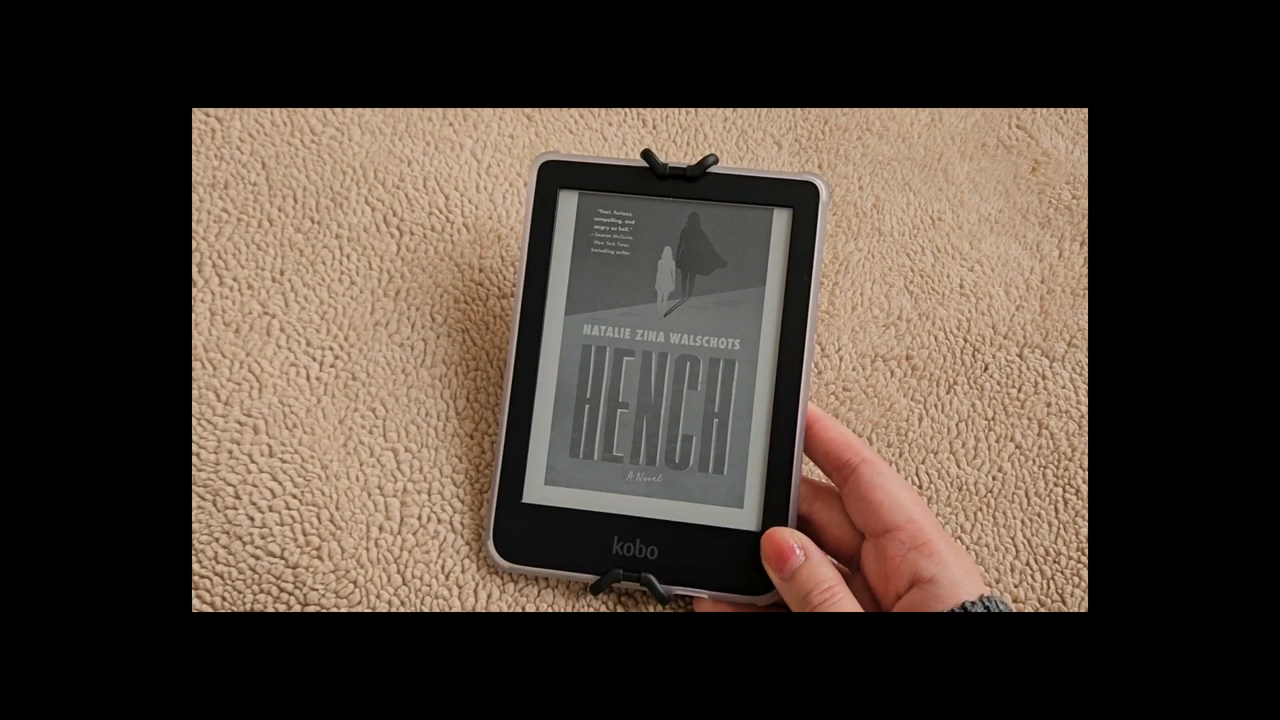 "Fast, furious,
compelling, and
angry as hell."
—Seanan McGuire,
New York Times
bestselling author
NATALIE ZINA WALSCHOTS
HENCH
A Novel
kobo